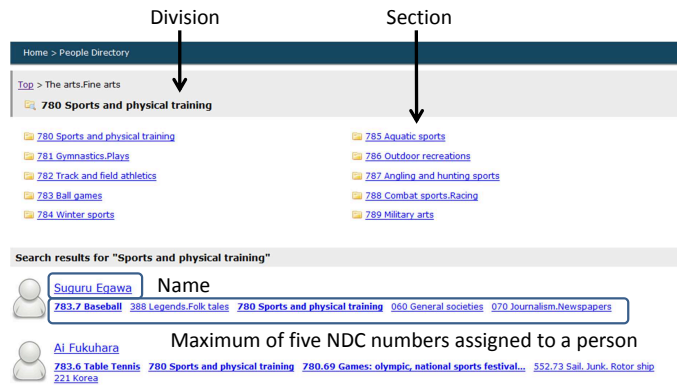 Division Section
Home > People Directory
Top > The arts.Fine arts
780 Sports and physical training
780 Sports and physical training
781 Gymnastics.Plays
782 Track and field athletics
783 Ball games
784 Winter sports
785 Aquatic sports
786 Outdoor recreations
787 Angling and hunting sports
788 Combat sports.Racing
789 Military arts
Search results for "Sports and physical training"
Suguru Egawa Name
783.7 Baseball 388 Legends.Folk tales 780 Sports and physical training 060 General societies 070 Journalism.Newspapers
Maximum of five NDC numbers assigned to a person
Ai Fukuhara
783.6 Table Tennis 780 Sports and physical training 780.69 Games: olympic, national sports festival... 552.73 Sail. Junk. Rotor ship
221 Korea